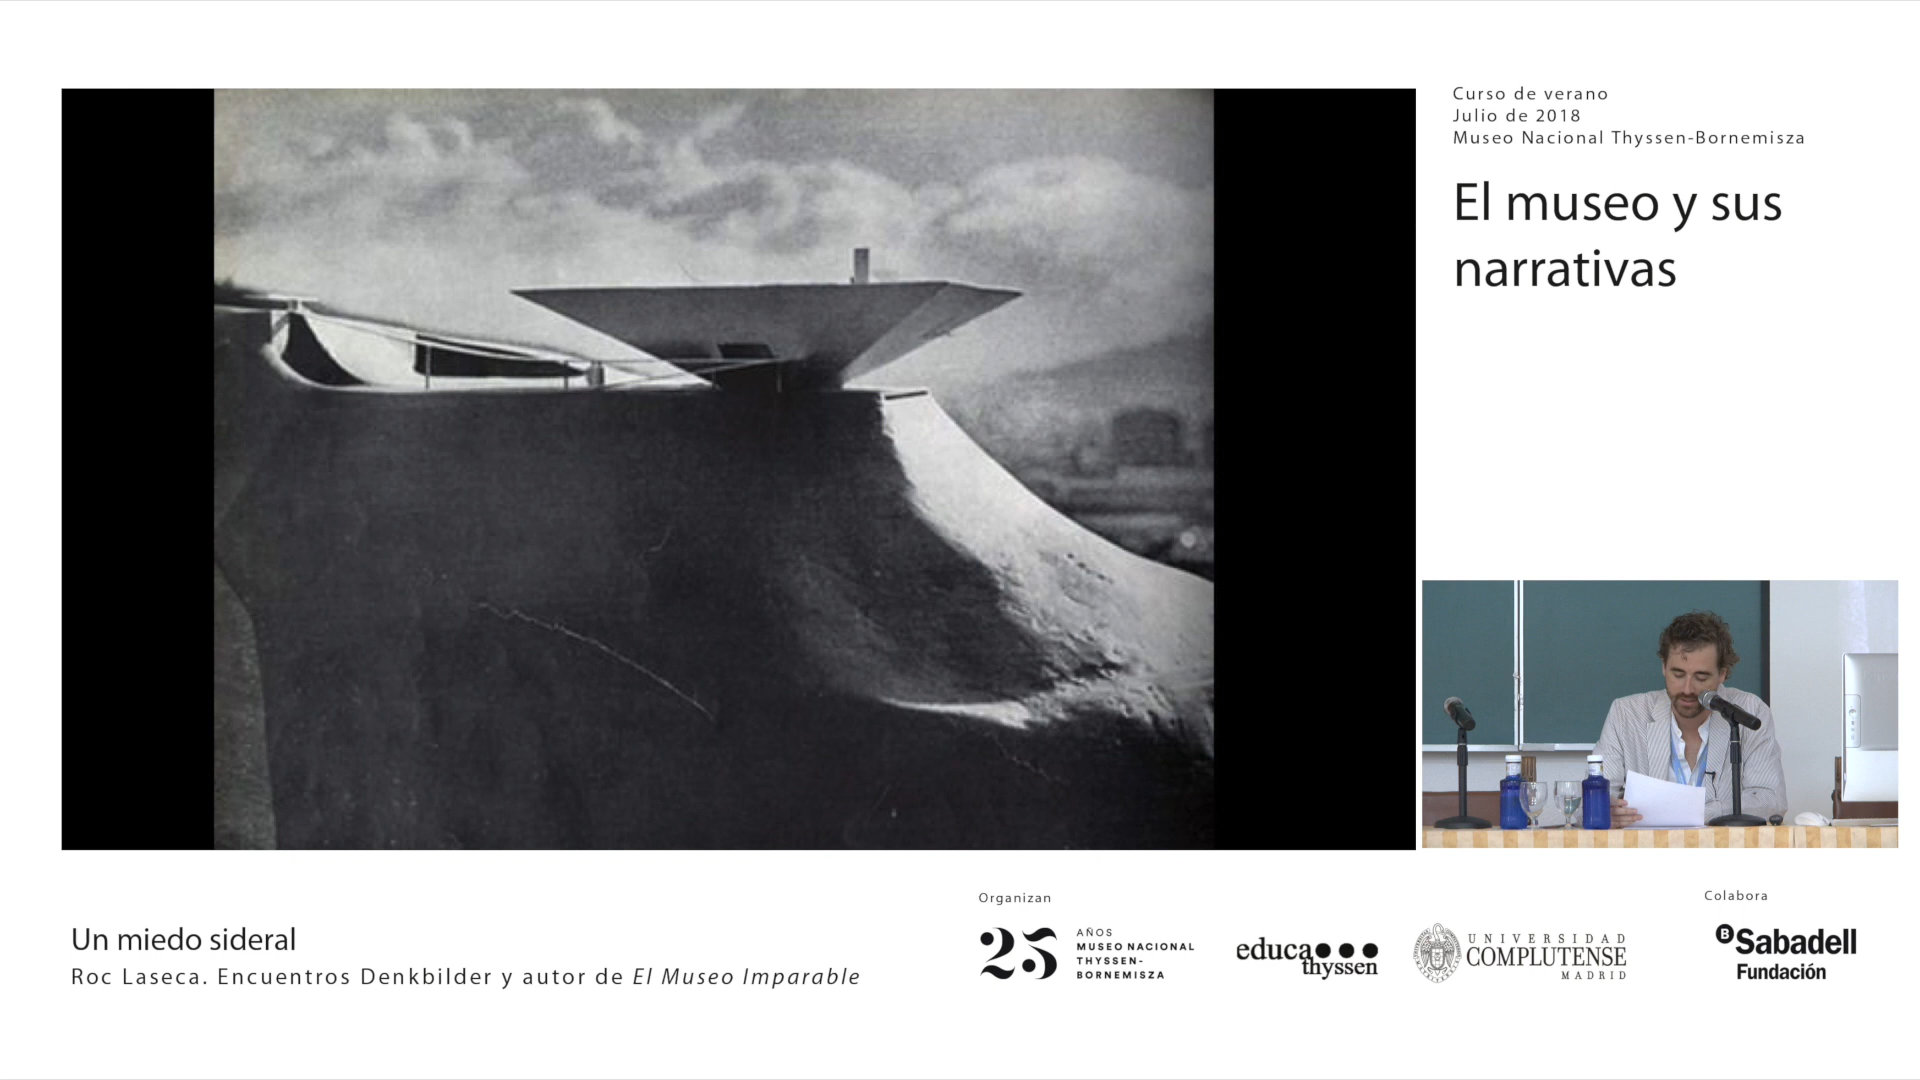 Curso de verano
Julio de 2018
Museo Nacional Thyssen-Bornemisza
El museo y sus
narrativas
Un miedo sideral
Roc Laseca. Encuentros Denkbilder y autor de El Museo Imparable
Organizan
25
AÑOS
MUSEO NACIONAL
THYSSEN-
BORNEMISZA
educa
thyssen
UNIVERSIDAD
COMPLUTENSE
MADRID
Colabora
B Sabadell
Fundación